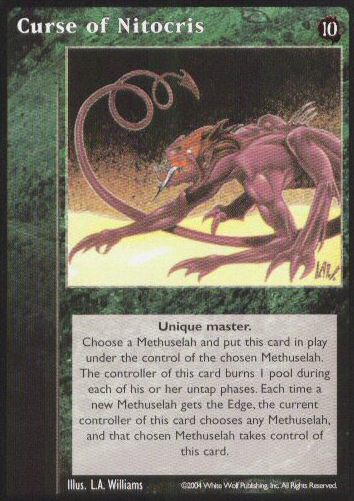 Curse of Nitocris
10
Unique master.
Choose a Methuselah and put this card in play
under the control of the chosen Methuselah.
The controller of this card burns 1 pool during
each of his or her untap phases. Each time a
new Methuselah gets the Edge, the current
controller of this card chooses any Methuselah,
and that chosen Methuselah takes control of
this card.
Illus. L.A. Williams
©2004 White Wolf Publishing, Inc. All Rights Reserved.